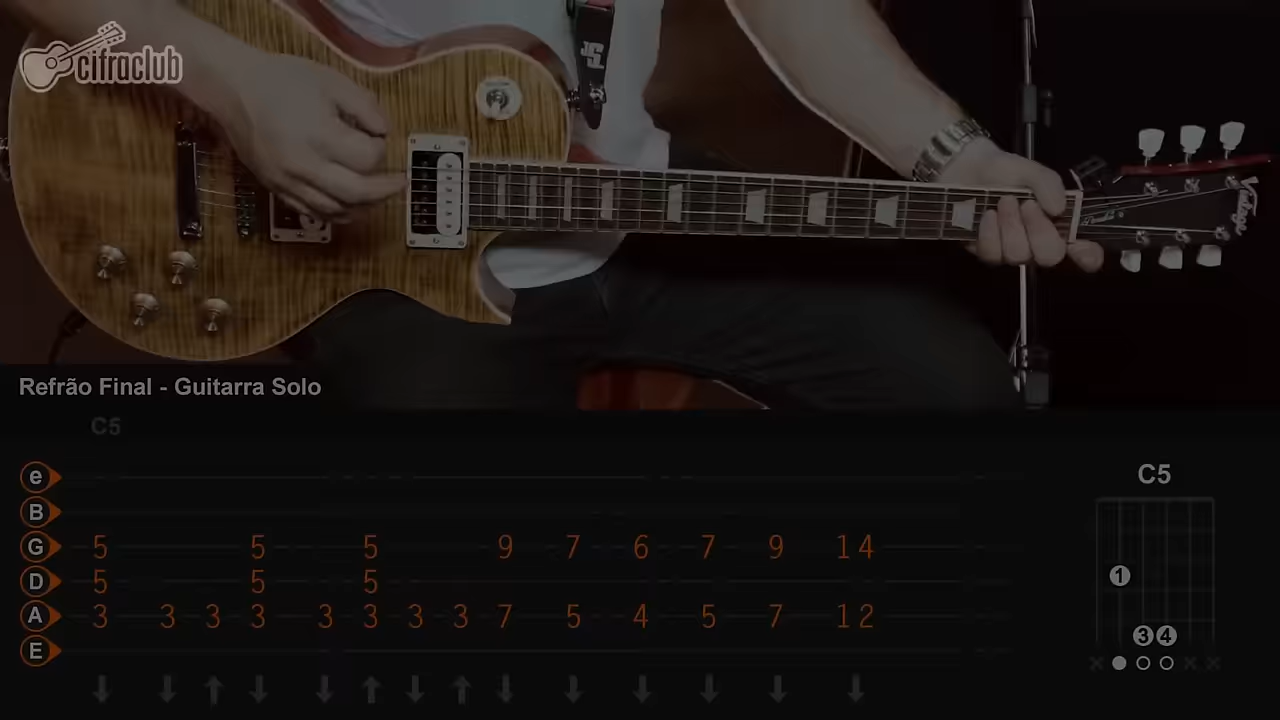 cifraclub
Vintage
Refrão Final - Guitarra Solo
C5
C5
e
B
G 5 5 5 9 7 6 7 9 14
D 5 5 5
A 3 3 3 3 3 3 3 3 7 5 4 5 7 12
E
1
3 4
× × ×